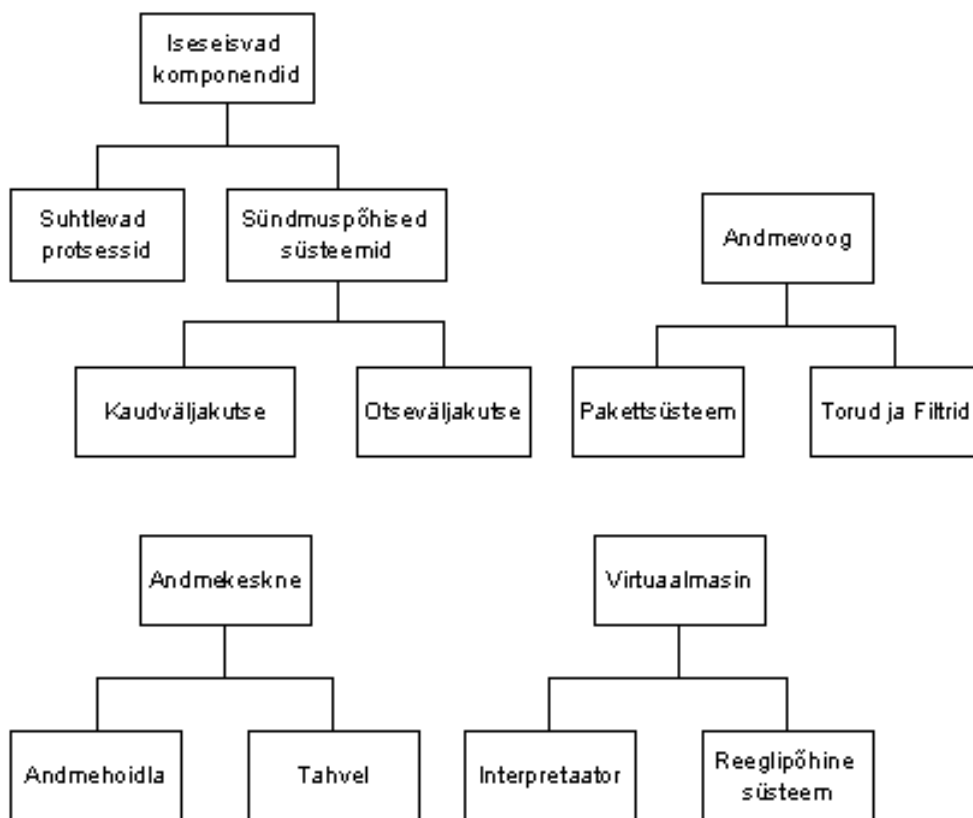 Iseseisvad
komponendid
Suhtlevad
protsessid
Sündmuspõhised
süsteemid
Andmevoog
Kaudväljakutse
Otseväljakutse
Pakettsüsteem
Torud ja Filtrid
Andmekeskne
Virtuaalmasin
Andmehoidla
Tahvel
Interpretaator
Reeglipõhine
süsteem